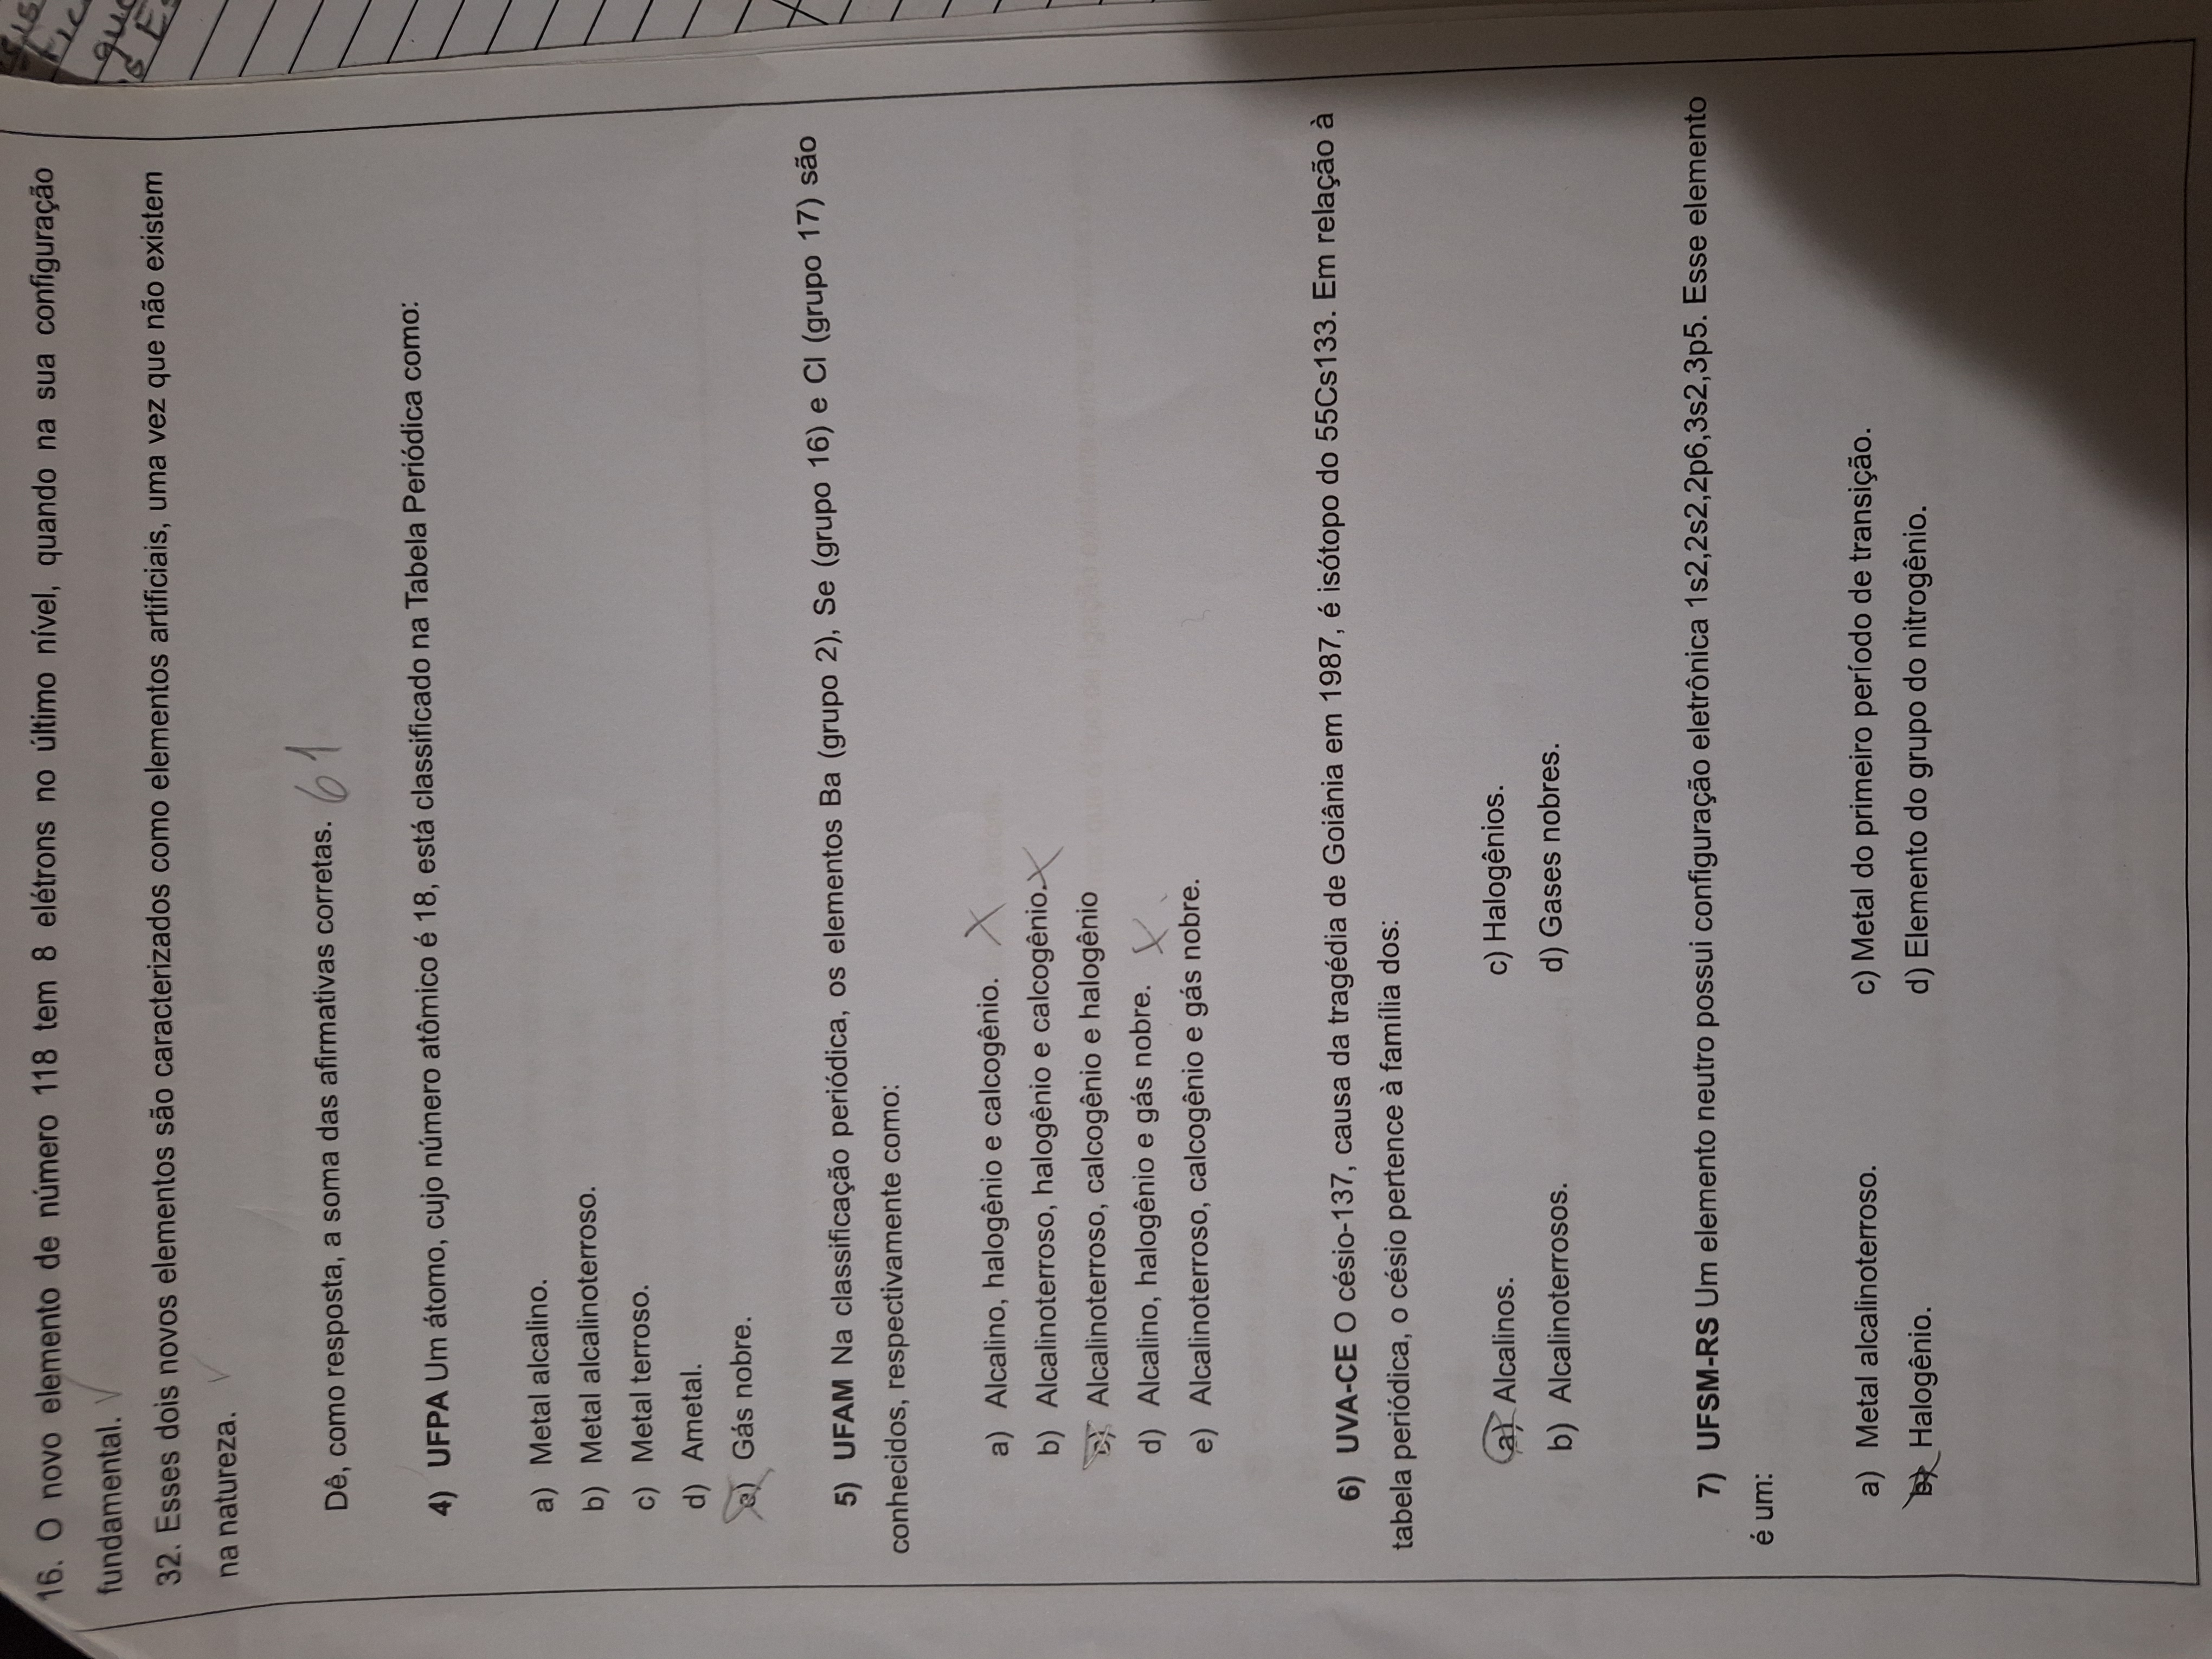 16. O novo elemento de número 118 tem 8 elétrons no último nível, quando na sua configuração
fundamental. √
32. Esses dois novos elementos são caracterizados como elementos artificiais, uma vez que não existem
na natureza. √
Dê, como resposta, a soma das afirmativas corretas. 61
4) UFPA Um átomo, cujo número atômico é 18, está classificado na Tabela Periódica como:
a) Metal alcalino.
b) Metal alcalinoterroso.
c) Metal terroso.
d) Ametal.
e) Gás nobre.
5) UFAM Na classificação periódica, os elementos Ba (grupo 2), Se (grupo 16) e Cl (grupo 17) são
conhecidos, respectivamente como:
a) Alcalino, halogênio e calcogênio. X
b) Alcalinoterroso, halogênio e calcogênio. X
c) Alcalinoterroso, calcogênio e halogênio
d) Alcalino, halogênio e gás nobre. X
e) Alcalinoterroso, calcogênio e gás nobre.
6) UVA-CE O césio-137, causa da tragédia de Goiânia em 1987, é isótopo do 55Cs133. Em relação à
tabela periódica, o césio pertence à família dos:
a) Alcalinos.
b) Alcalinoterrosos.
c) Halogênios.
d) Gases nobres.
7) UFSM-RS Um elemento neutro possui configuração eletrônica 1s2,2s2,2p6,3s2,3p5. Esse elemento
é um:
a) Metal alcalinoterroso.
b) Halogênio.
c) Metal do primeiro período de transição.
d) Elemento do grupo do nitrogênio.